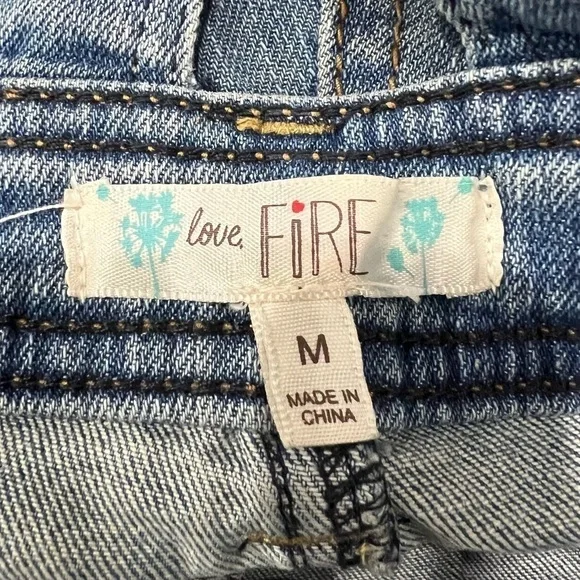 love, FiRE
M
MADE IN
CHINA